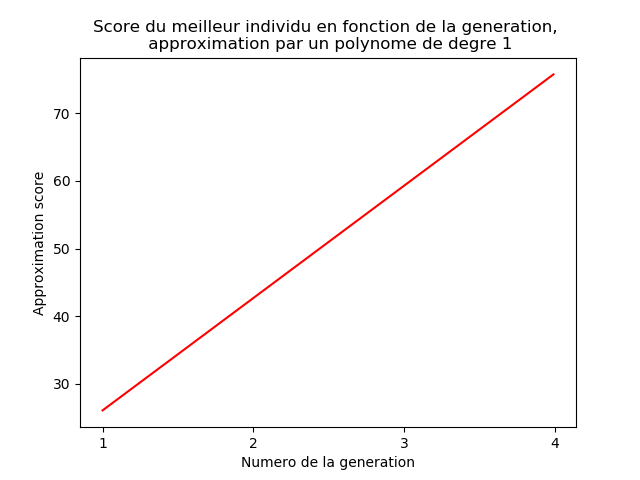 Score du meilleur individu en fonction de la generation,
approximation par un polynome de degre 1
70
60
50
40
30
Approximation score
1 2 3 4
Numero de la generation